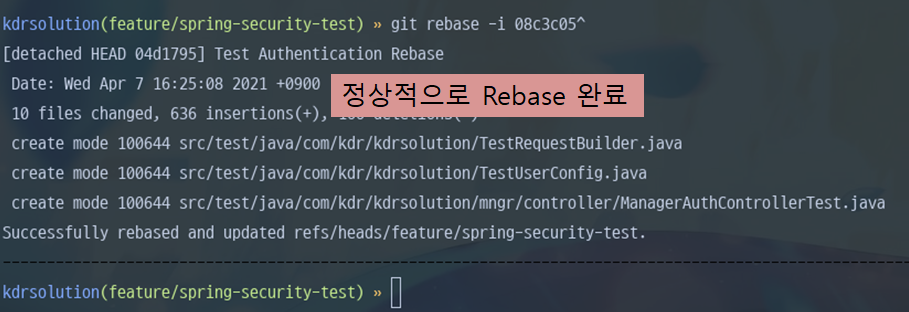 kdrsolution(feature/spring-security-test) » git rebase -i 08c3c05^
[detached HEAD 04d1795] Test Authentication Rebase
Date: Wed Apr 7 16:25:08 2021 +0900
정상적으로 Rebase 완료
10 files changed, 636 insertions(+),
create mode 100644 src/test/java/com/kdr/kdrsolution/TestRequestBuilder.java
create mode 100644 src/test/java/com/kdr/kdrsolution/TestUserConfig.java
create mode 100644 src/test/java/com/kdr/kdrsolution/mngr/controller/ManagerAuthControllerTest.java
Successfully rebased and updated refs/heads/feature/spring-security-test.
kdrsolution(feature/spring-security-test) »